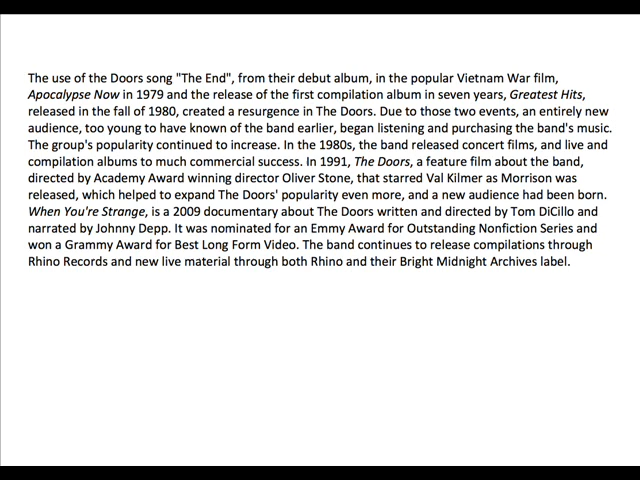 The use of the Doors song "The End", from their debut album, in the popular Vietnam War film,
Apocalypse Now in 1979 and the release of the first compilation album in seven years, Greatest Hits,
released in the fall of 1980, created a resurgence in The Doors. Due to those two events, an entirely new
audience, too young to have known of the band earlier, began listening and purchasing the band's music.
The group's popularity continued to increase. In the 1980s, the band released concert films, and live and
compilation albums to much commercial success. In 1991, The Doors, a feature film about the band,
directed by Academy Award winning director Oliver Stone, that starred Val Kilmer as Morrison was
released, which helped to expand The Doors' popularity even more, and a new audience had been born.
When You're Strange, is a 2009 documentary about The Doors written and directed by Tom DiCillo and
narrated by Johnny Depp. It was nominated for an Emmy Award for Outstanding Nonfiction Series and
won a Grammy Award for Best Long Form Video. The band continues to release compilations through
Rhino Records and new live material through both Rhino and their Bright Midnight Archives label.